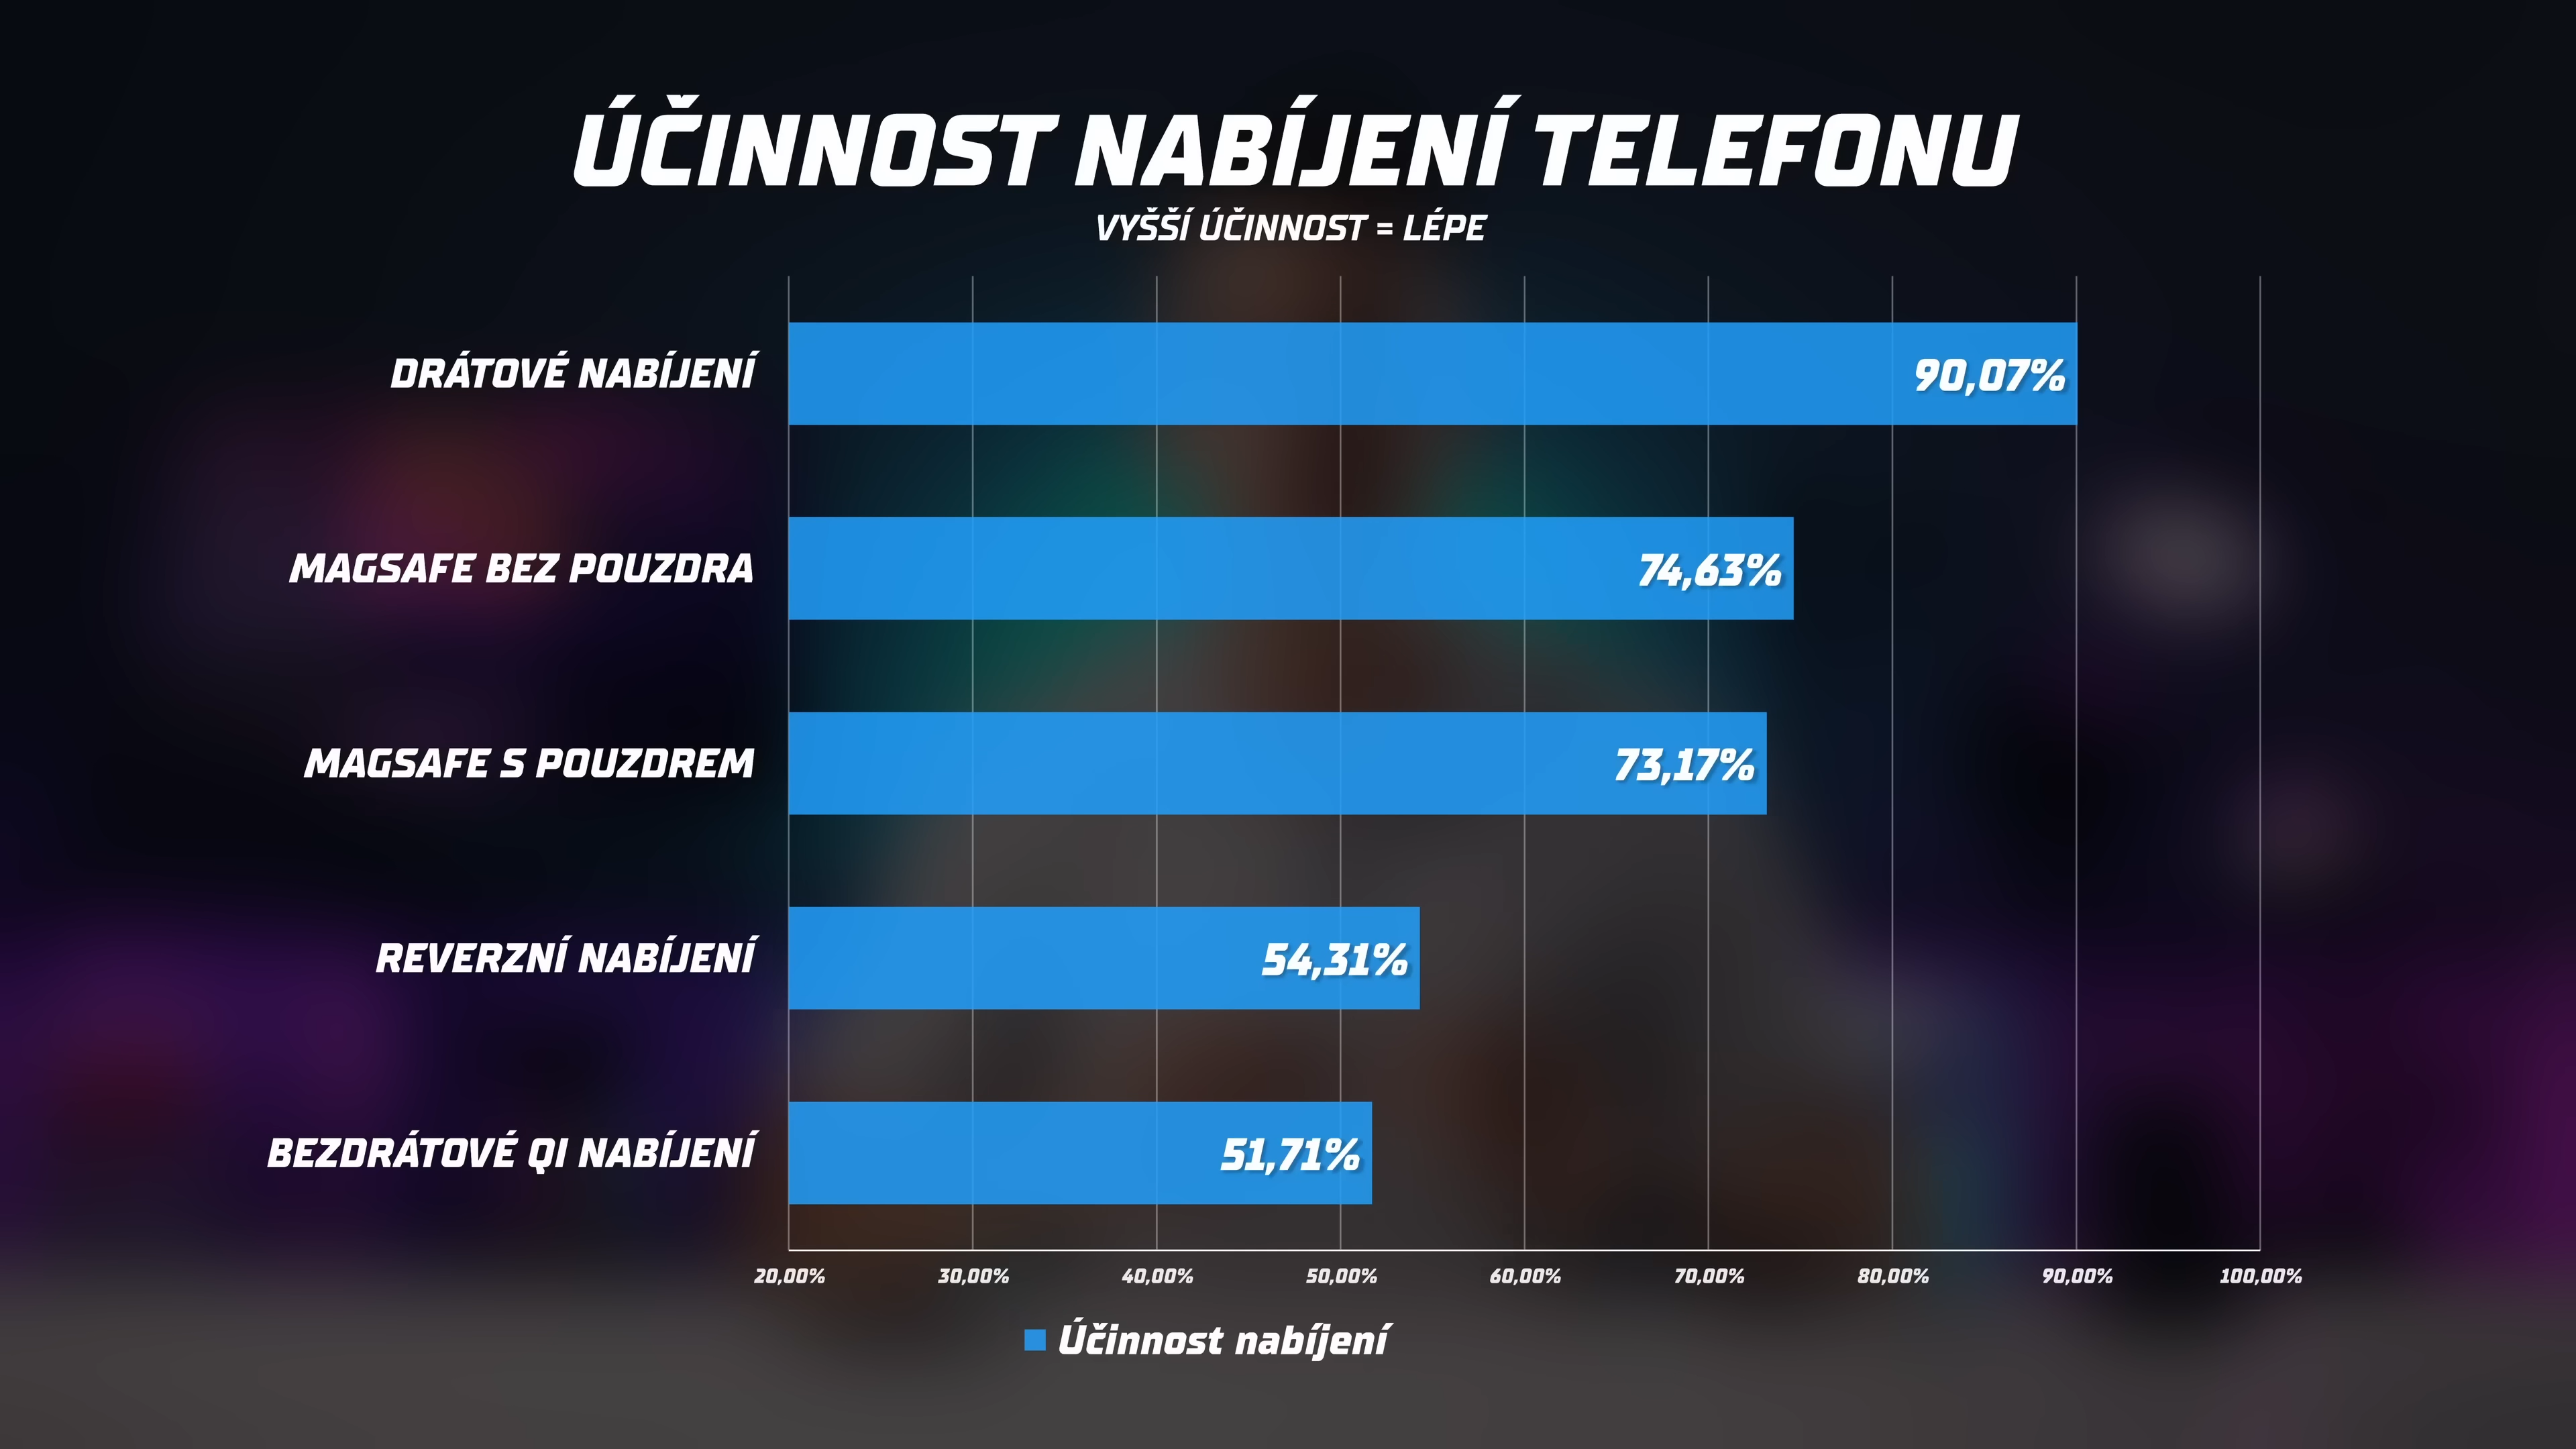 ÚČINNOST NABÍJENÍ TELEFONU
VYŠŠÍ ÚČINNOST = LÉPE
DRÁTOVÉ NABÍJENÍ
90,07%
MAGSAFE BEZ POUZDRA
74,63%
MAGSAFE S POUZDREM
73,17%
REVERZNÍ NABÍJENÍ
54,31%
BEZDRÁTOVÉ QI NABÍJENÍ
51,71%
20,00% 30,00% 40,00% 50,00% 60,00% 70,00% 80,00% 90,00% 100,00%
Účinnost nabíjení